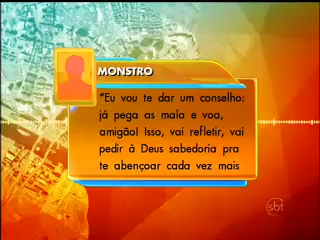 MONSTRO
"Eu vou te dar um conselho:
já pega as mala e voa,
amigão! Isso, vai refletir, vai
pedir à Deus sabedoria pra
te abençoar cada vez mais
sbt